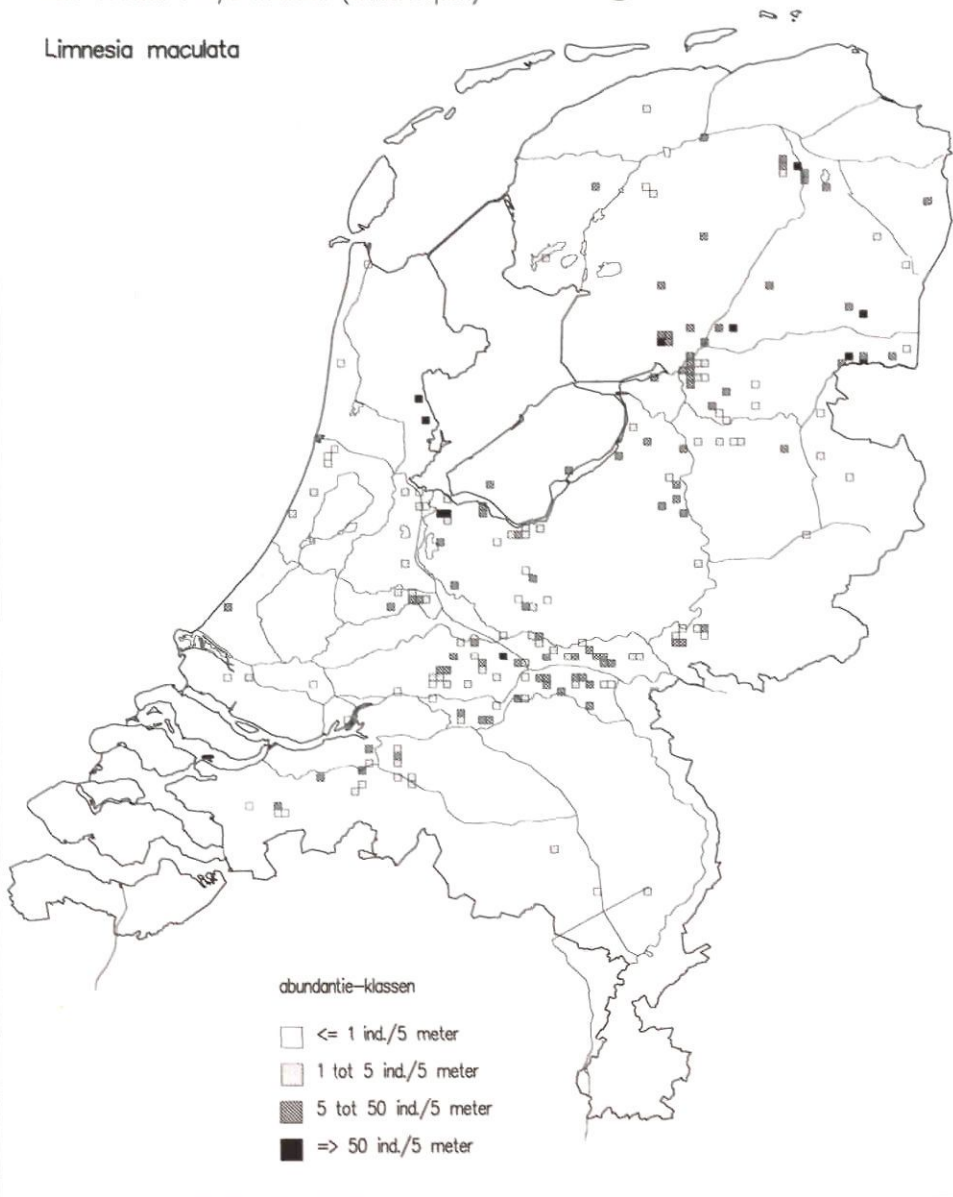 Limnesia maculata
abundantie-klassen
<= 1 ind./5 meter
1 tot 5 ind./5 meter
5 tot 50 ind./5 meter
=> 50 ind./5 meter